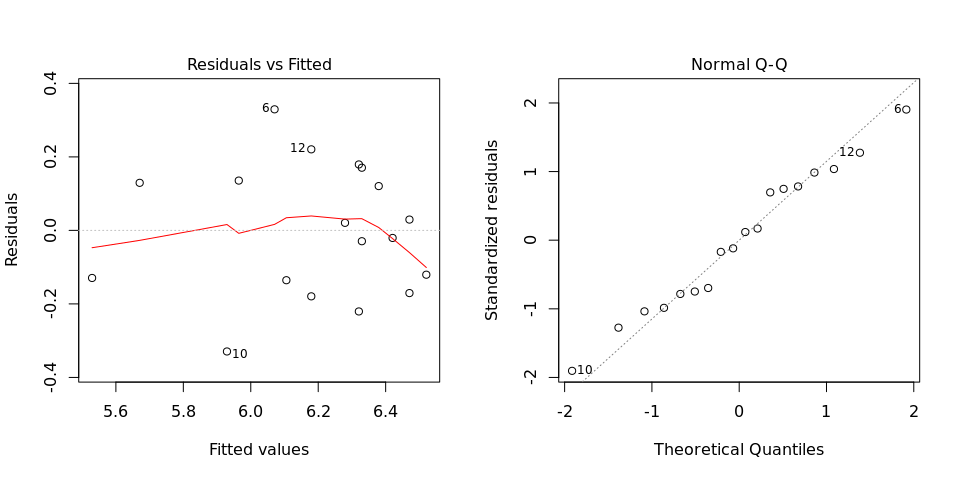 Residuals vs Fitted
Residuals
0.4
0.2
0.0
-0.2
-0.4
6
12
10
5.6 5.8 6.0 6.2 6.4
Fitted values
Normal Q-Q
Standardized residuals
2
1
0
-1
-2
6
12
10
-2 -1 0 1 2
Theoretical Quantiles